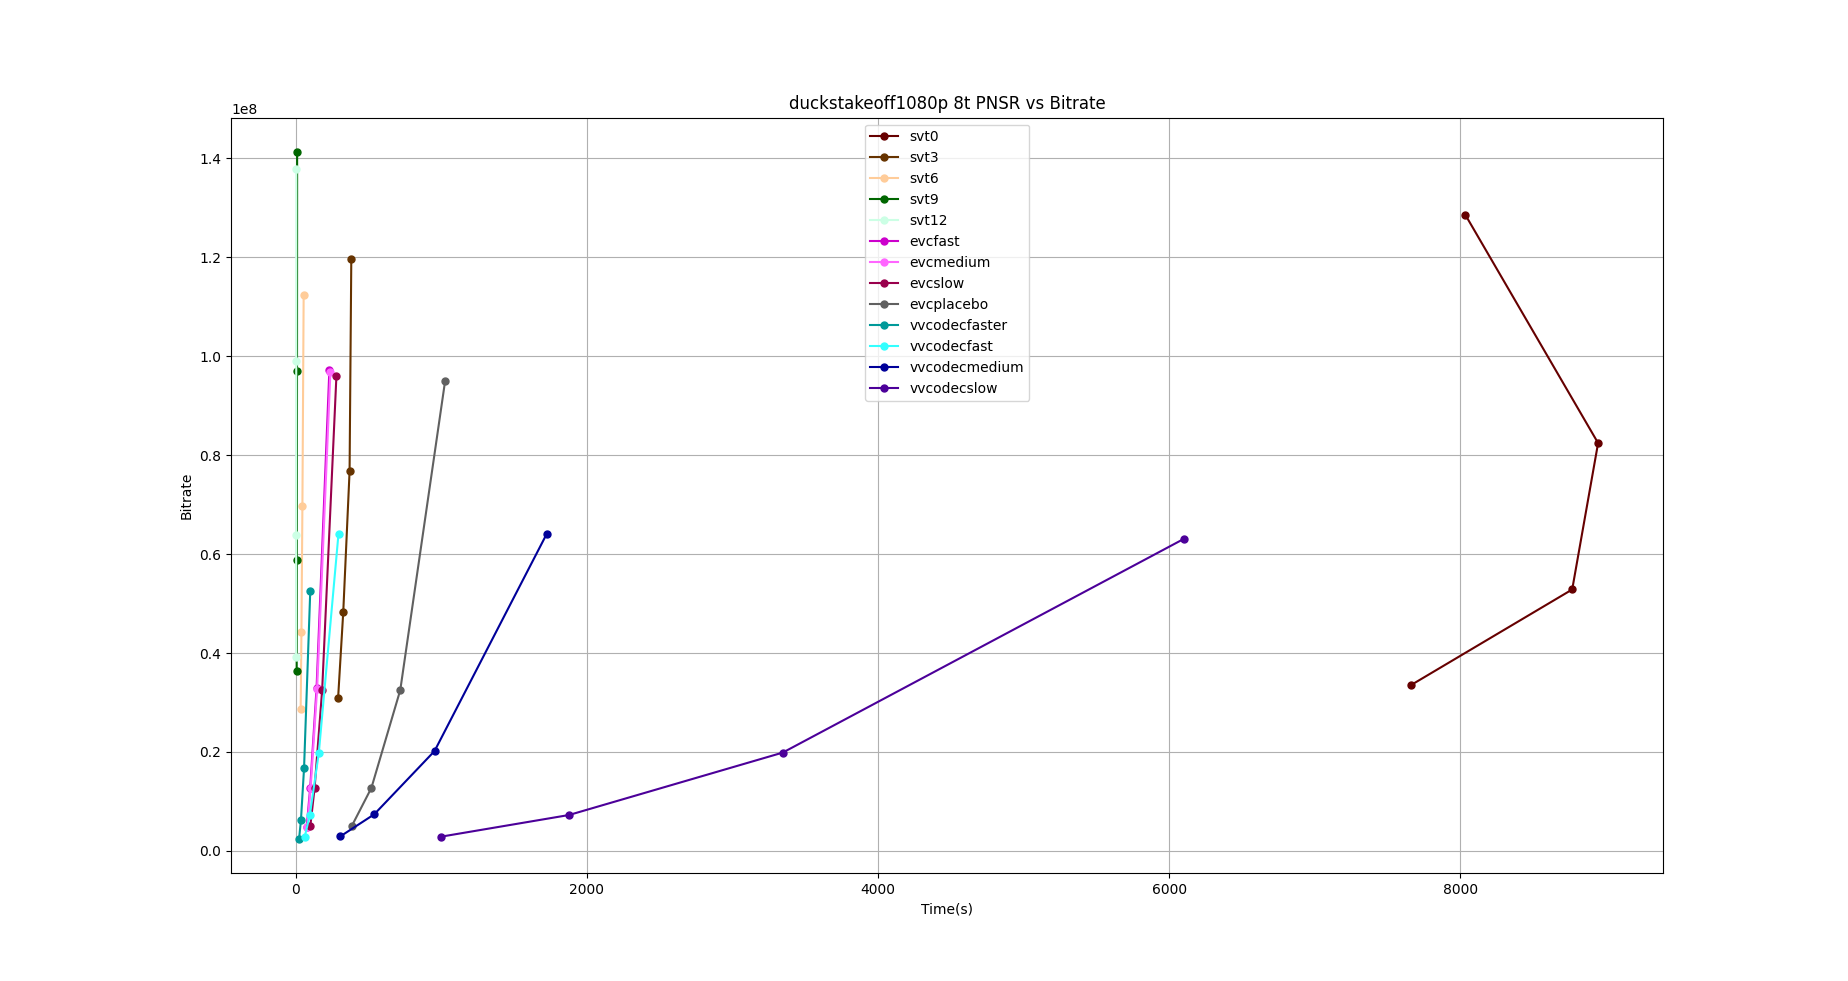 duckstakeoff1080p 8t PNSR vs Bitrate
1e8
1.4
1.2
1.0
0.8
0.6
0.4
0.2
0.0
Bitrate
svt0
svt3
svt6
svt9
svt12
evcfast
evcmedium
evcslow
evcplacebo
vvcodecfaster
vvcodecfast
vvcodecmedium
vvcodecslow
0 2000 4000 6000 8000
Time(s)